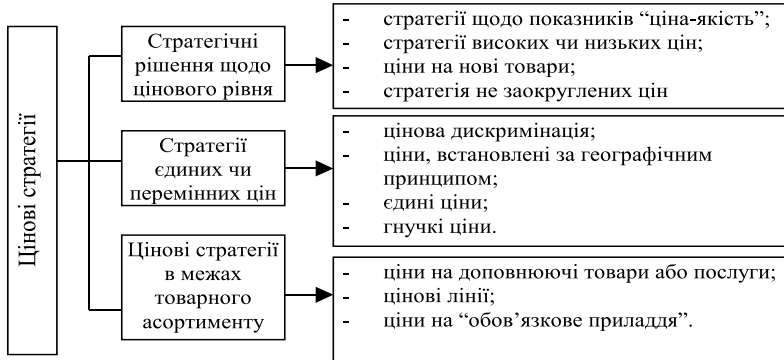 Цінові стратегії
Стратегічні
рішення щодо
цінового рівня
- стратегії щодо показників “ціна-якість”;
- стратегії високих чи низьких цін;
- ціни на нові товари;
- стратегія не заокруглених цін
Стратегії
єдиних чи
перемінних цін
- цінова дискримінація;
- ціни, встановлені за географічним
принципом;
- єдині ціни;
- гнучкі ціни.
Цінові стратегії
в межах
товарного
асортименту
- ціни на доповнюючі товари або послуги;
- цінові лінії;
- ціни на “обов’язкове приладдя”.